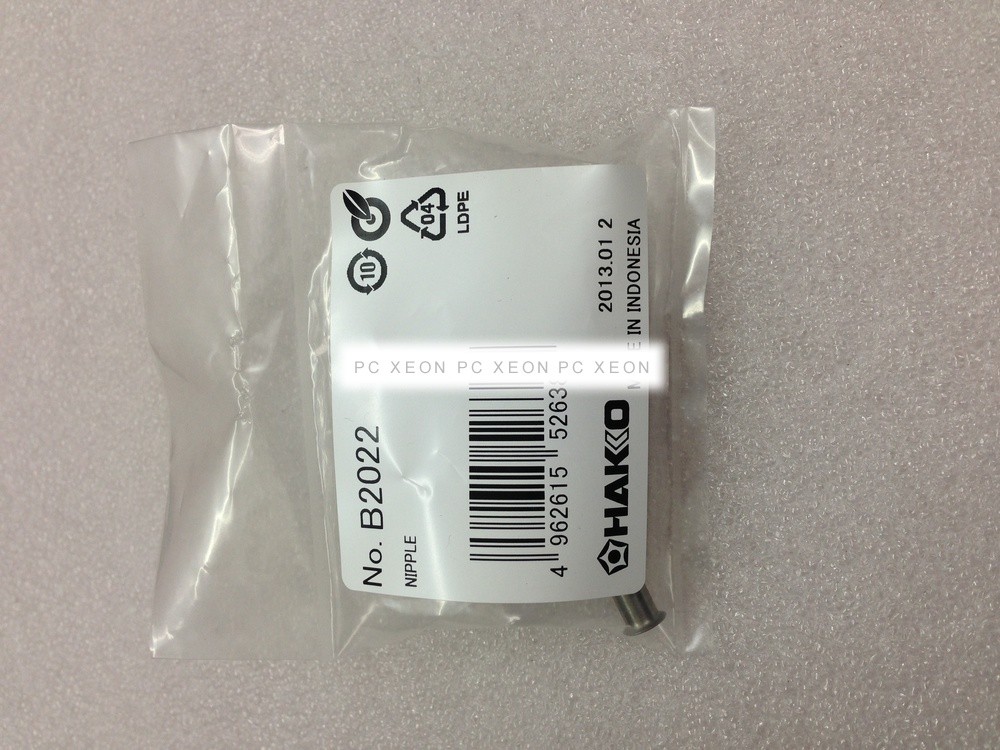 No. B2022
NIPPLE
10
04
LDPE
4 962615 5263
2013.01 2
HAKKO
IN INDONESIA
PC XEON PC XEON PC XEON